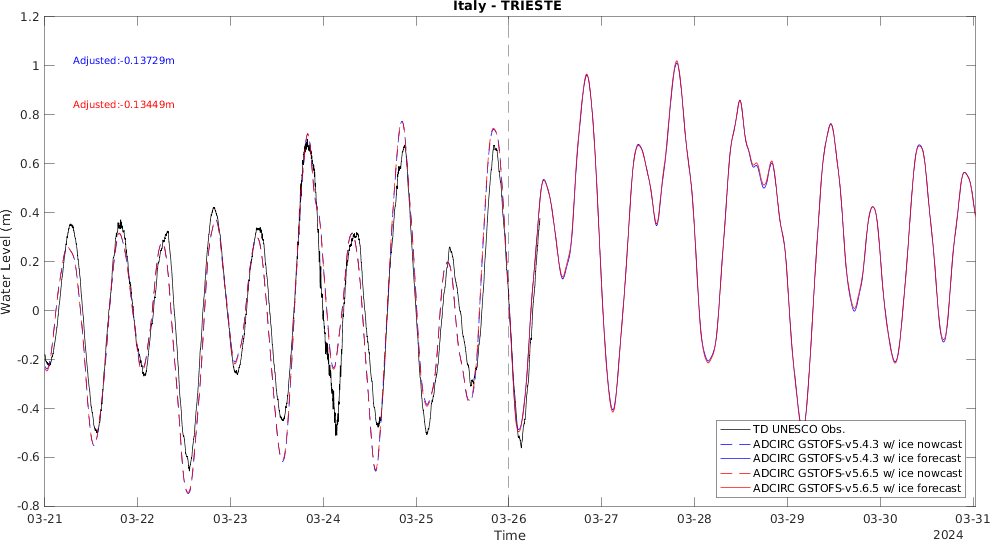 Italy - TRIESTE
1.2
1
0.8
0.6
0.4
0.2
0
-0.2
-0.4
-0.6
-0.8
Water Level (m)
Adjusted:-0.13729m
Adjusted:-0.13449m
TD UNESCO Obs.
ADCIRC GSTOFS-v5.4.3 w/ ice nowcast
ADCIRC GSTOFS-v5.4.3 w/ ice forecast
ADCIRC GSTOFS-v5.6.5 w/ ice nowcast
ADCIRC GSTOFS-v5.6.5 w/ ice forecast
03-21 03-22 03-23 03-24 03-25 03-26 03-27 03-28 03-29 03-30 03-31
Time
2024